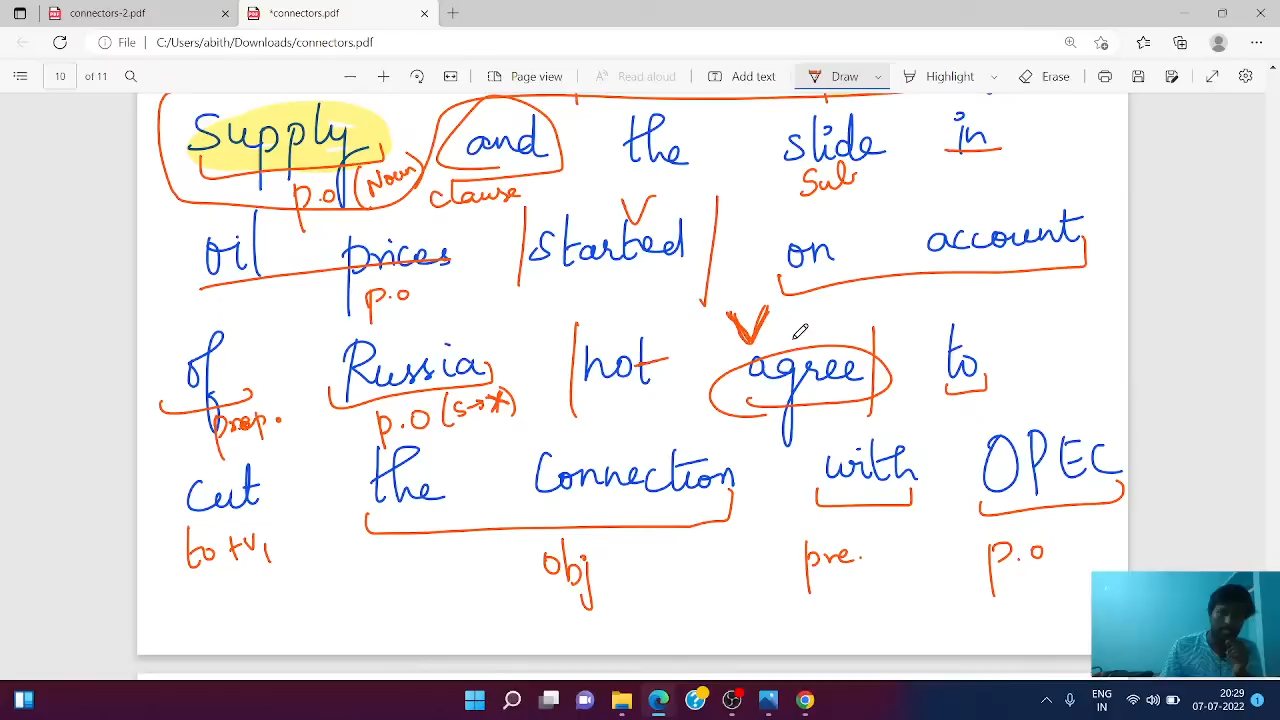 connectors-2.pdf
*connectors.pdf
File C:/Users/abith/Downloads/connectors.pdf
10 of 11
Page view
Read aloud
Add text
Draw
Highlight
Erase
Supply and the slide in
p.o (Noun) clause Sub
oil prices started on account
p.o
of Russia not agree to
prep. p.o (s→*)
cut the connection with OPEC
to +v1 obj pre. p.o
ENG
IN
20:29
07-07-2022
1